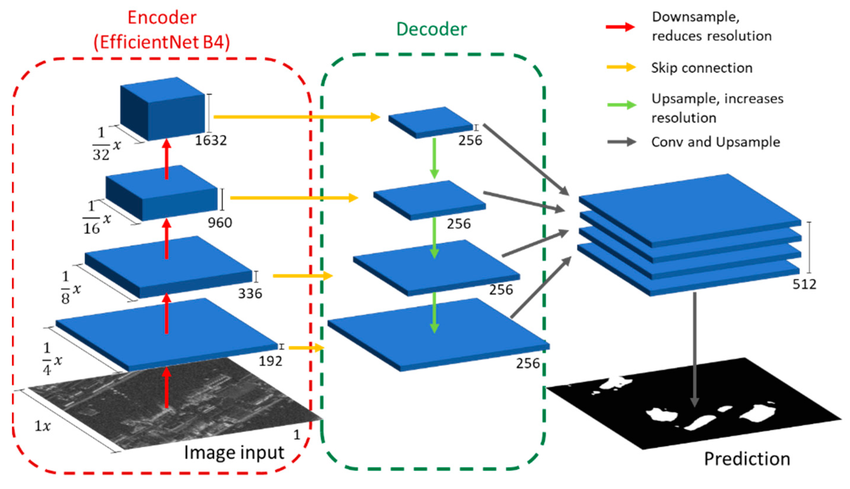 Encoder
(EfficientNet B4)
Decoder
Downsample,
reduces resolution
Skip connection
Upsample, increases
resolution
Conv and Upsample
1/32 x
1632
256
1/16 x
960
256
1/8 x
336
256
512
1/4 x
192
256
1x
1
Image input
Prediction